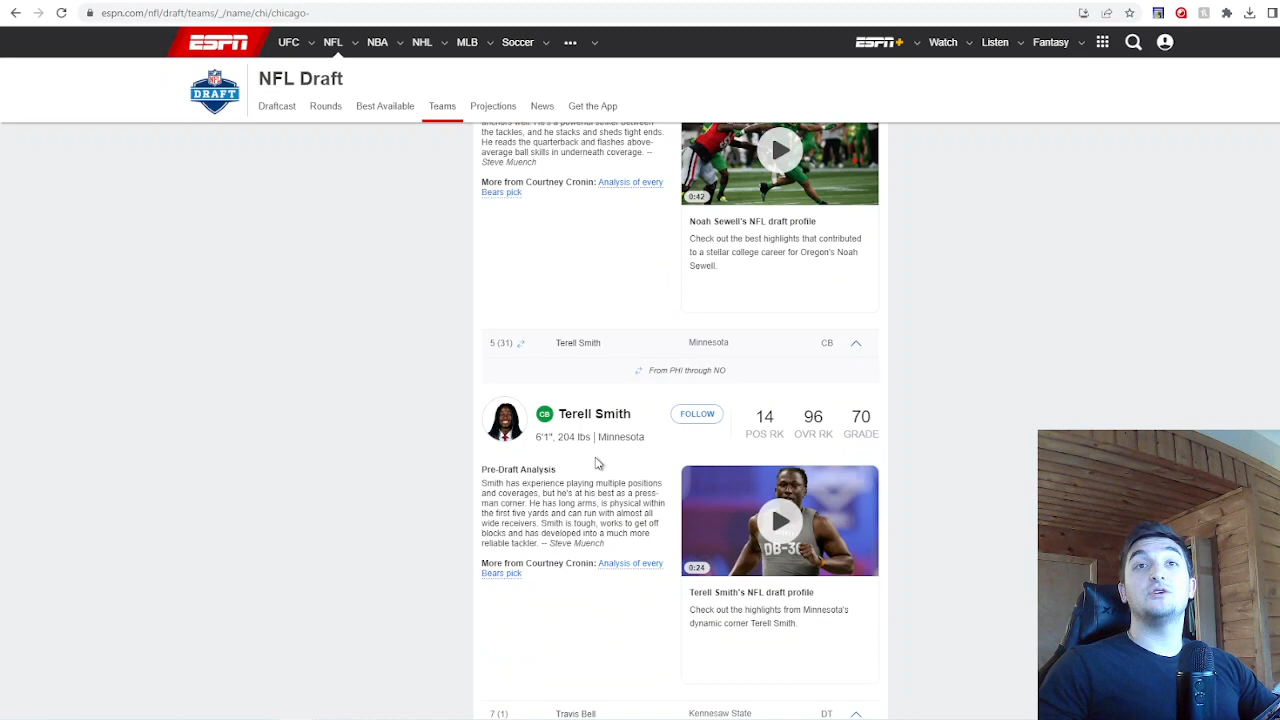 espn.com/nfl/draft/teams/_/name/chi/chicago-
ESPN UFC NFL NBA NHL MLB Soccer ••• ESPN+ Watch Listen Fantasy
NFL DRAFT
NFL Draft
Draftcast Rounds Best Available Teams Projections News Get the App
the tackles, and he stacks and sheds tight ends.
He reads the quarterback and flashes above-
average ball skills in underneath coverage. --
Steve Muench
More from Courtney Cronin: Analysis of every
Bears pick
0:42
Noah Sewell's NFL draft profile
Check out the best highlights that contributed
to a stellar college career for Oregon's Noah
Sewell.
5 (31) Terell Smith Minnesota CB
From PHI through NO
CB Terell Smith
6'1", 204 lbs | Minnesota
FOLLOW
14 96 70
POS RK OVR RK GRADE
Pre-Draft Analysis
Smith has experience playing multiple positions
and coverages, but he's at his best as a press-
man corner. He has long arms, is physical within
the first five yards and can run with almost all
wide receivers. Smith is tough, works to get off
blocks and has developed into a much more
reliable tackler. -- Steve Muench
More from Courtney Cronin: Analysis of every
Bears pick
DB-30
0:24
Terell Smith's NFL draft profile
Check out the highlights from Minnesota's
dynamic corner Terell Smith.
7 (1) Travis Bell Kennesaw State DT